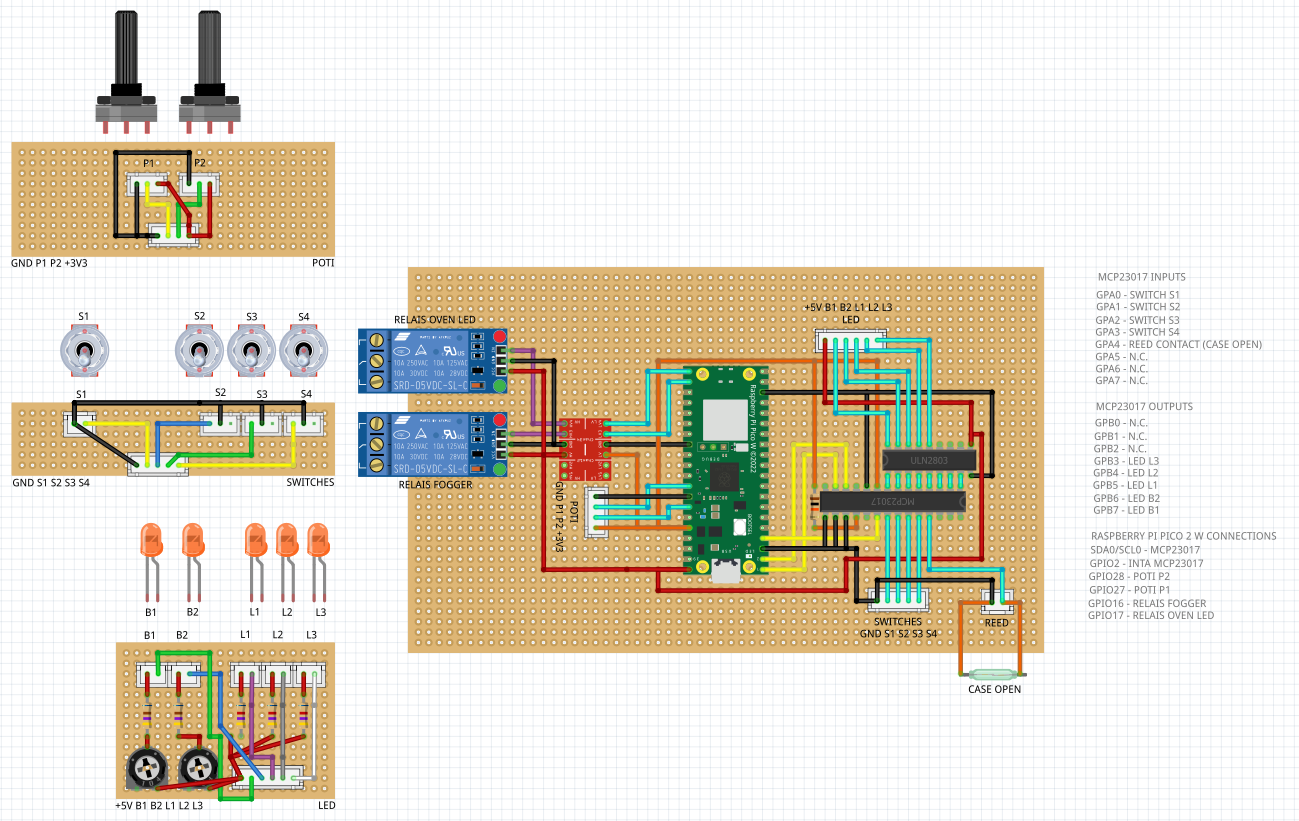 P1 P2
GND P1 P2 +3V3
POTI
S1 S2 S3 S4
S1 S2 S3 S4
GND S1 S2 S3 S4
SWITCHES
B1 B2 L1 L2 L3
B1 B2 L1 L2 L3
+5V B1 B2 L1 L2 L3
LED
RELAIS OVEN LED
10A 250VAC 10A 125VAC
10A 30VDC 10A 28VDC
SRD-05VDC-SL-C
10A 250VAC 10A 125VAC
10A 30VDC 10A 28VDC
SRD-05VDC-SL-C
RELAIS FOGGER
GND P1 P2 +3V3
POTI
Raspberry Pi Pico W ©2022
DEBUG
BOOTSEL
+5V B1 B2 L1 L2 L3
LED
ULN2803
MCP23017
SWITCHES
GND S1 S2 S3 S4
REED
CASE OPEN
MCP23017 INPUTS
GPA0 - SWITCH S1
GPA1 - SWITCH S2
GPA2 - SWITCH S3
GPA3 - SWITCH S4
GPA4 - REED CONTACT (CASE OPEN)
GPA5 - N.C.
GPA6 - N.C.
GPA7 - N.C.
MCP23017 OUTPUTS
GPB0 - N.C.
GPB1 - N.C.
GPB2 - N.C.
GPB3 - LED L3
GPB4 - LED L2
GPB5 - LED L1
GPB6 - LED B2
GPB7 - LED B1
RASPBERRY PI PICO 2 W CONNECTIONS
SDA0/SCL0 - MCP23017
GPIO2 - INTA MCP23017
GPIO28 - POTI P2
GPIO27 - POTI P1
GPIO16 - RELAIS FOGGER
GPIO17 - RELAIS OVEN LED